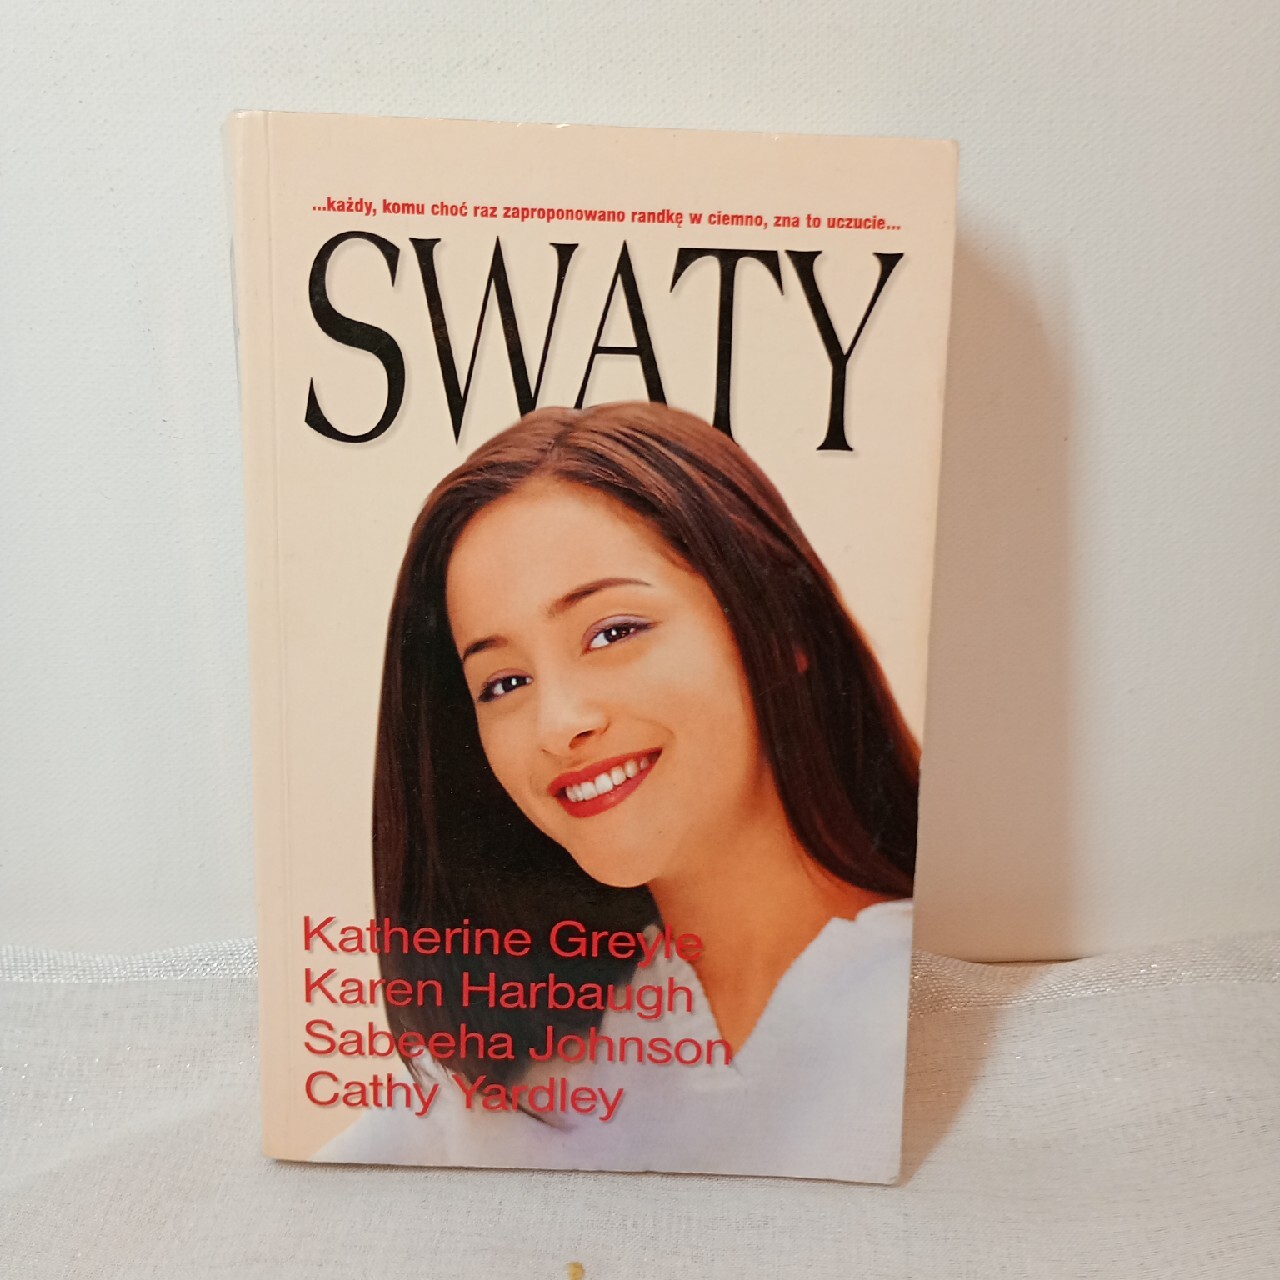 ...każdy, komu choć raz zaproponowano randkę w ciemno, zna to uczucie...
SWATY
Katherine Greyle
Karen Harbaugh
Sabeeha Johnson
Cathy Yardley